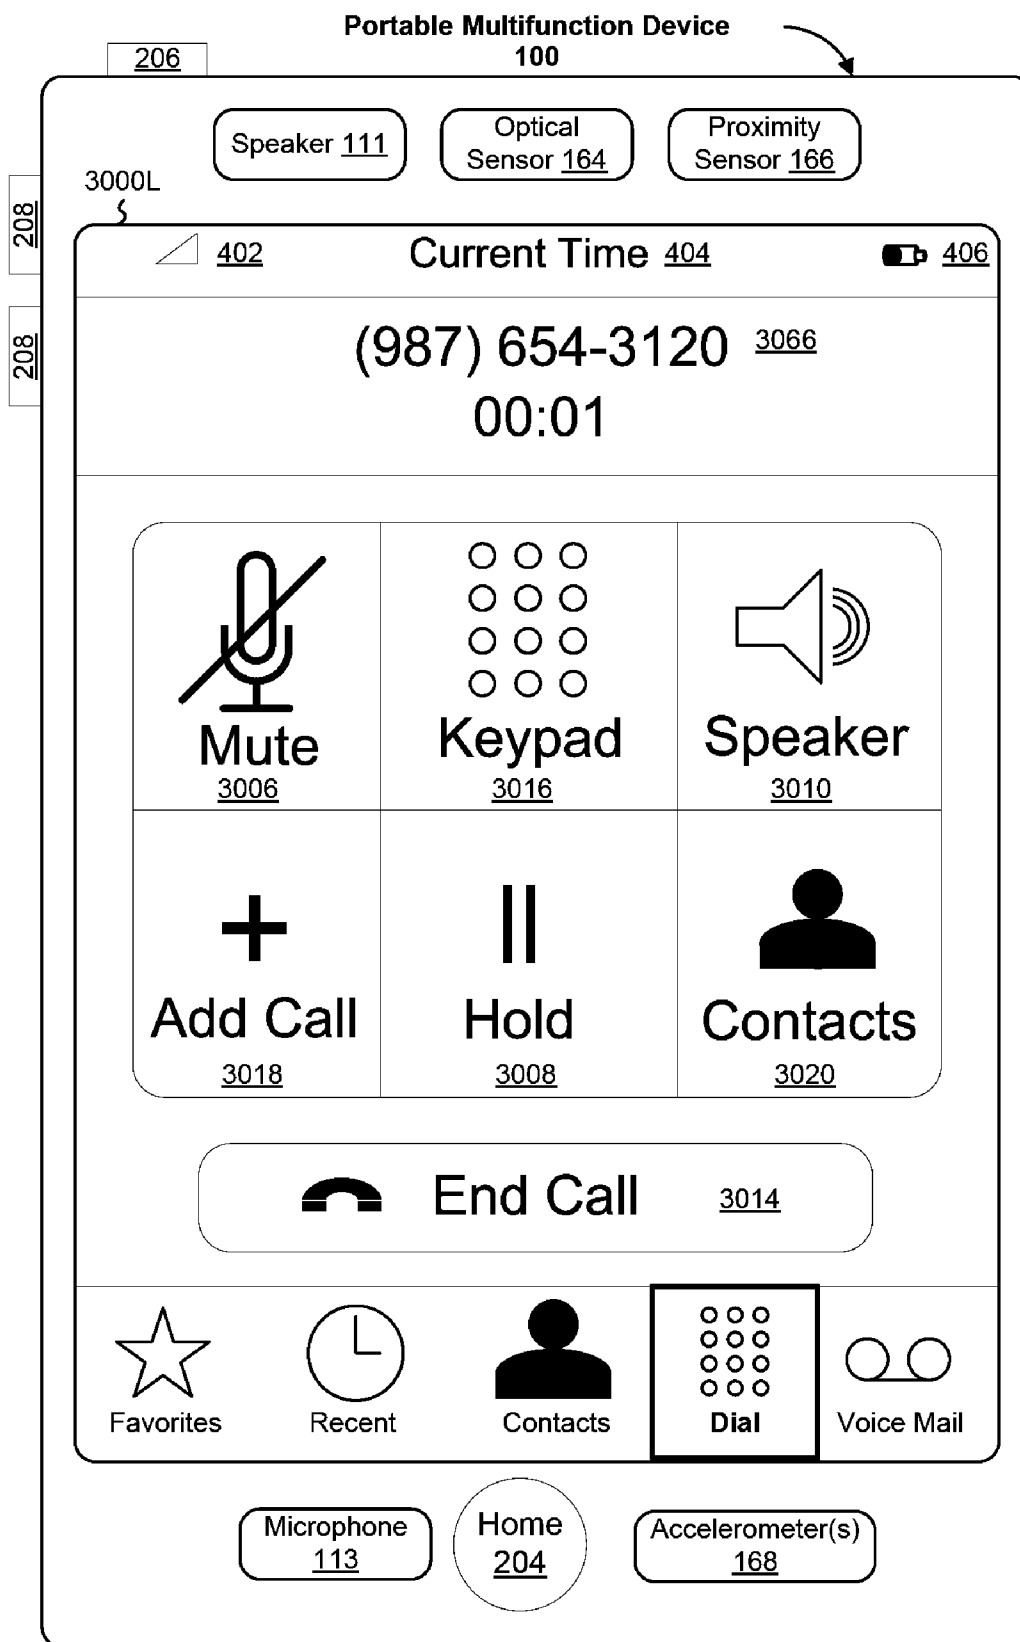 Portable Multifunction Device
100
206
Speaker 111
Optical
Sensor 164
Proximity
Sensor 166
3000L
208
208
402
Current Time 404
406
(987) 654-3120 3066
00:01
Mute
3006
Keypad
3016
Speaker
3010
Add Call
3018
Hold
3008
Contacts
3020
End Call 3014
Favorites
Recent
Contacts
Dial
Voice Mail
Microphone
113
Home
204
Accelerometer(s)
168